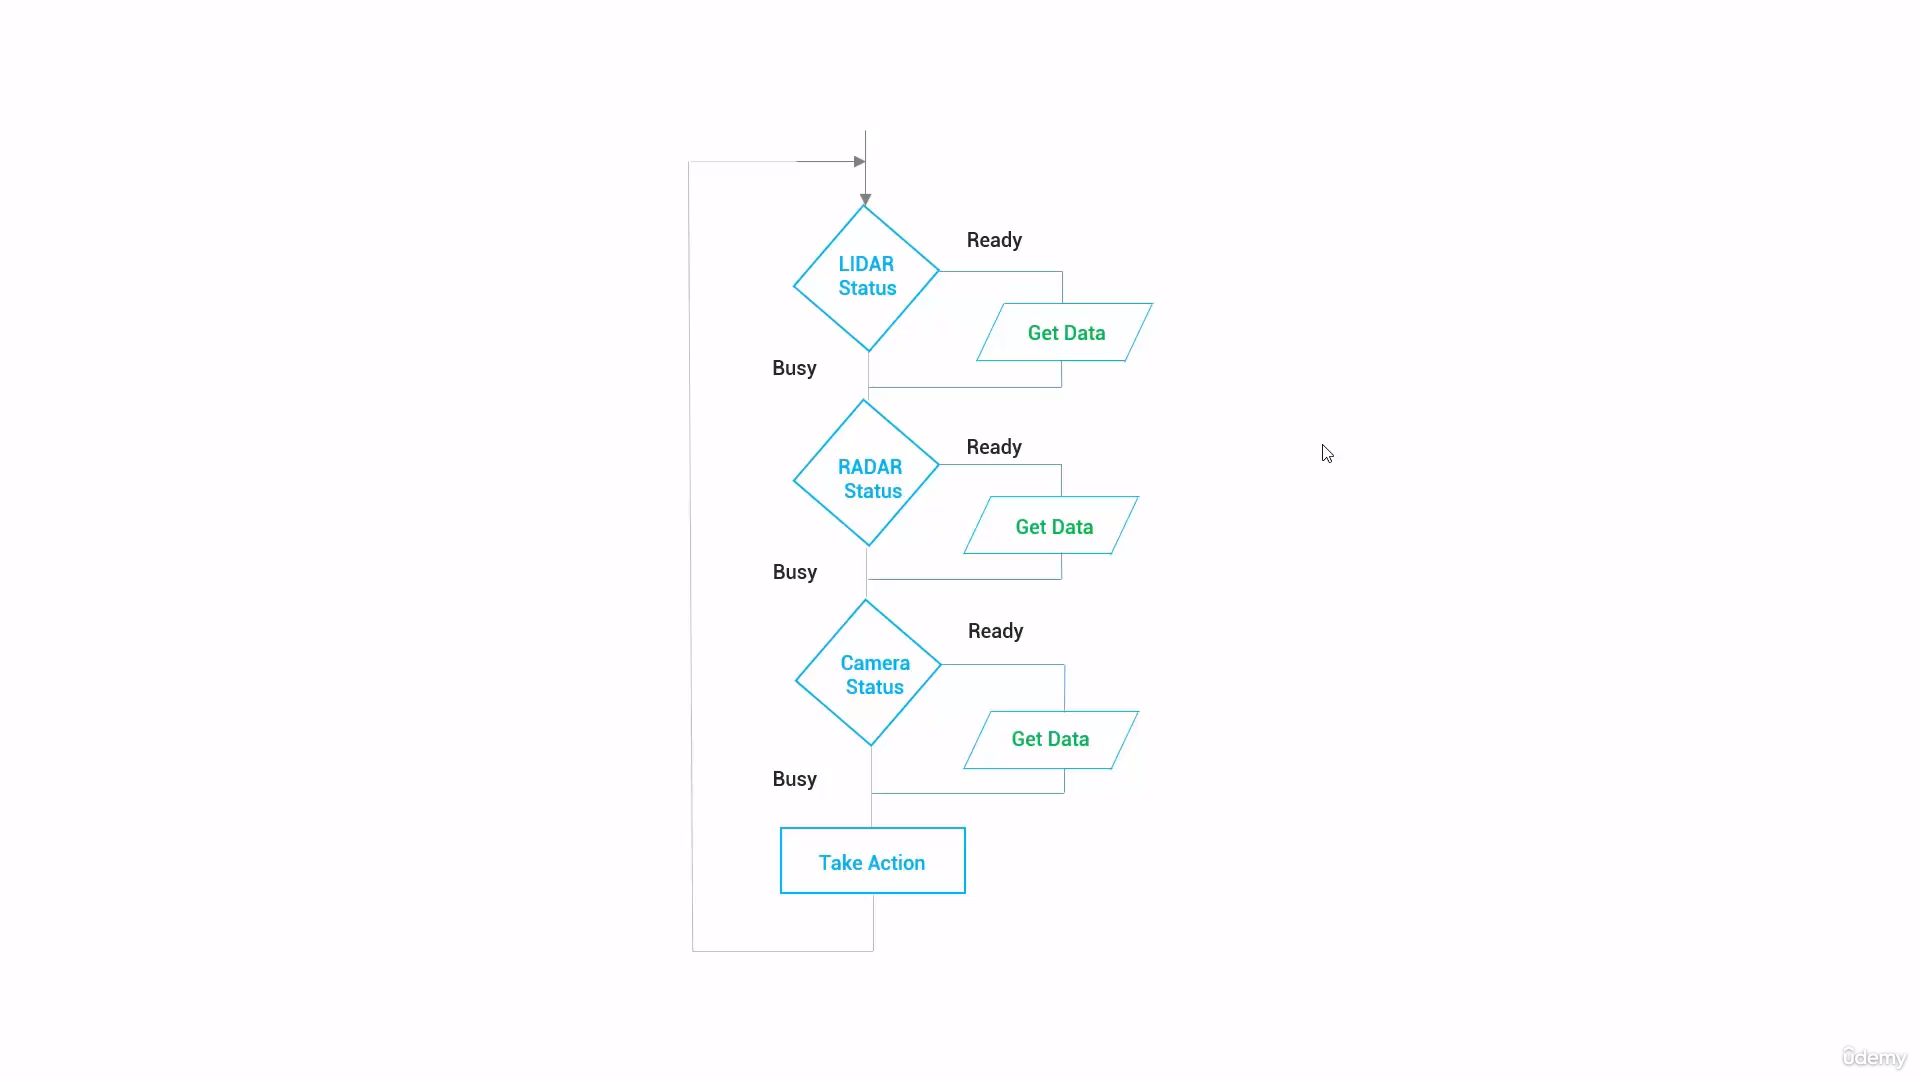 Ready
LIDAR
Status
Get Data
Busy
Ready
RADAR
Status
Get Data
Busy
Ready
Camera
Status
Get Data
Busy
Take Action
ûdemy